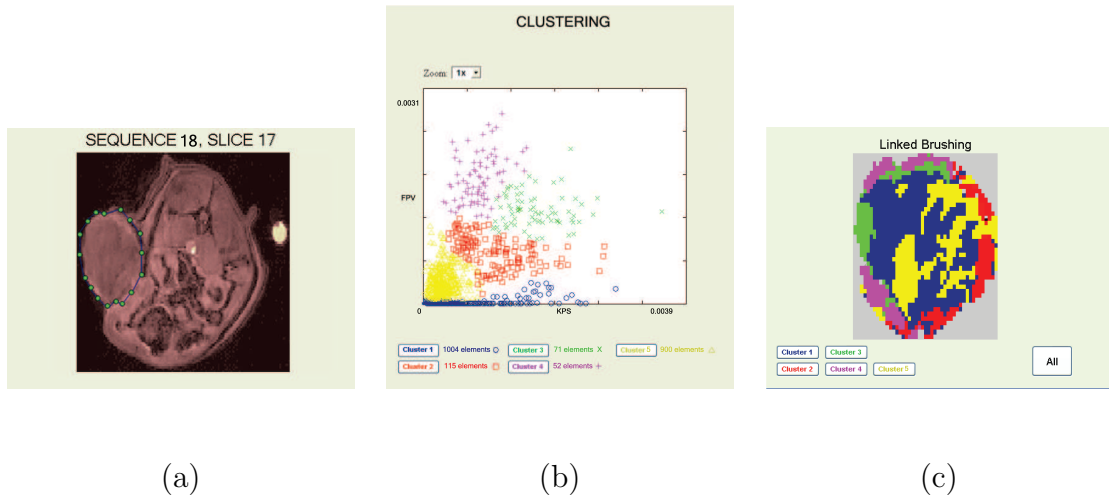 SEQUENCE 18, SLICE 17
CLUSTERING
Zoom: 1x
0.0031
FPV
0
KPS
0.0039
Cluster 1 1004 elements
Cluster 3 71 elements
Cluster 5 900 elements
Cluster 2 115 elements
Cluster 4 52 elements
Linked Brushing
Cluster 1
Cluster 3
Cluster 2
Cluster 4
Cluster 5
All
(a)
(b)
(c)